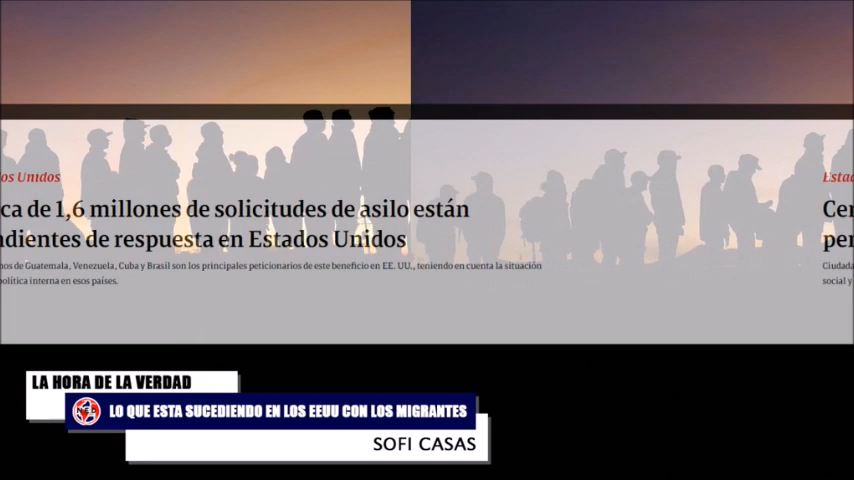 os Unidos
Esta
ca de 1,6 millones de solicitudes de asilo están
Cer
ndientes de respuesta en Estados Unidos
per
nos de Guatemala, Venezuela, Cuba y Brasil son los principales peticionarios de este beneficio en EE. UU., teniendo en cuenta la situación
Ciudada
política interna en esos países.
social y
LA HORA DE LA VERDAD
LO QUE ESTA SUCEDIENDO EN LOS EEUU CON LOS MIGRANTES
SOFI CASAS